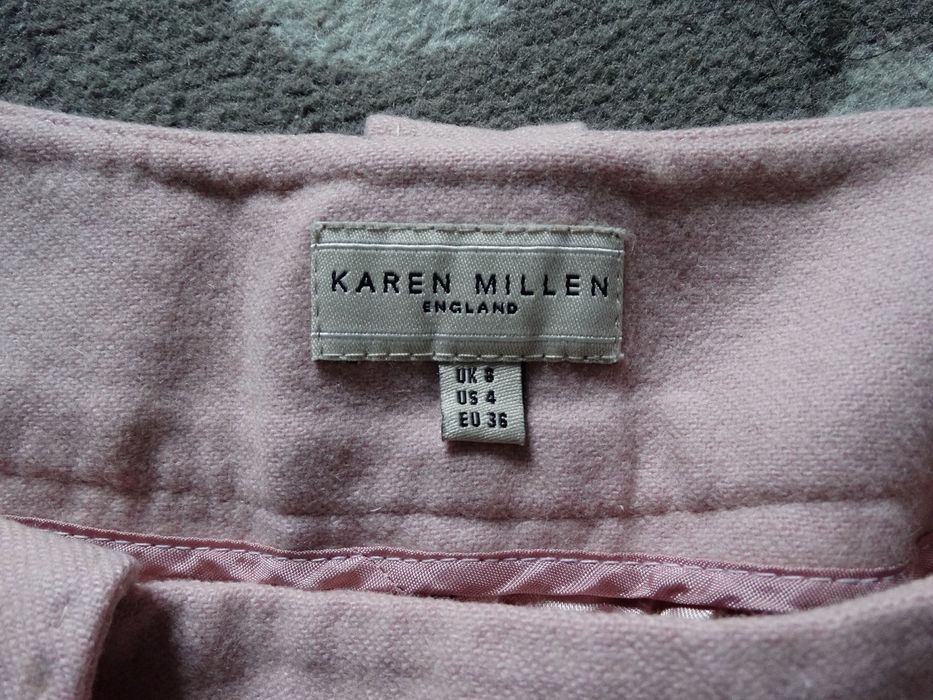 KAREN MILLEN
ENGLAND
UK 8
US 4
EU 36